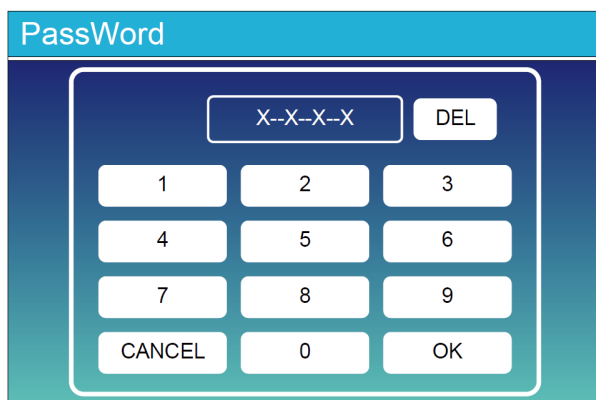 PassWord
X--X--X--X DEL
1 2 3
4 5 6
7 8 9
CANCEL 0 OK